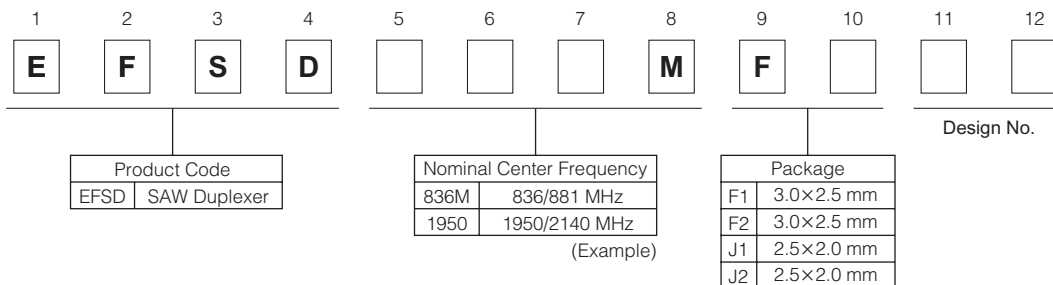 1 2 3 4 5 6 7 8 9 10 11 12
E F S D M F
Design No.
Product Code
EFSD SAW Duplexer
Nominal Center Frequency
836M 836/881 MHz
1950 1950/2140 MHz
(Example)
Package
F1 3.0×2.5 mm
F2 3.0×2.5 mm
J1 2.5×2.0 mm
J2 2.5×2.0 mm